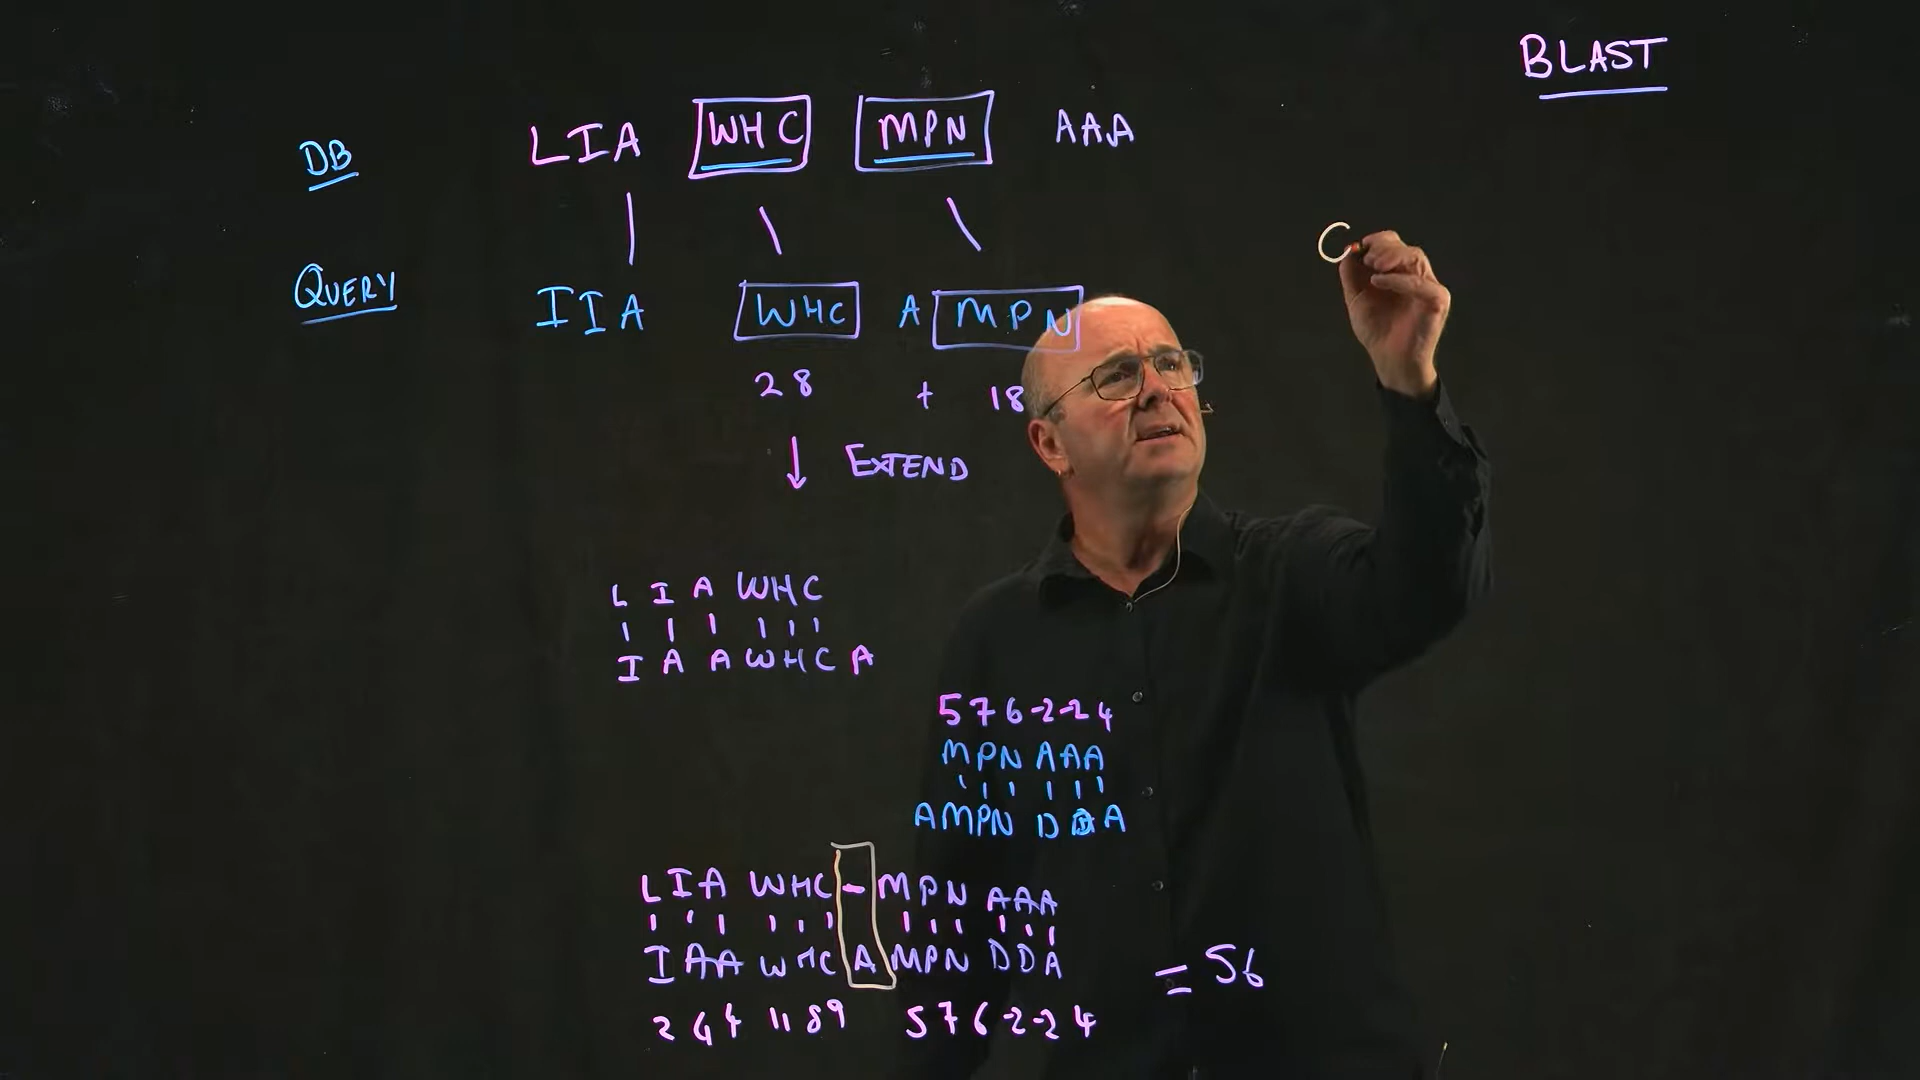 BLAST
DB LIA WHC MPN AAA
QUERY IIA WHC A MPN
28 + 18
↓ EXTEND
L I A WHC
I A A WHC A
5 7 6 -2 -2 4
MPN AAA
AMPN D A
LIA WHC - MPN AAA
IAA WHC A MPN DDA
= 56
2 4 4 11 8 9 5 7 6 -2 -2 4
C